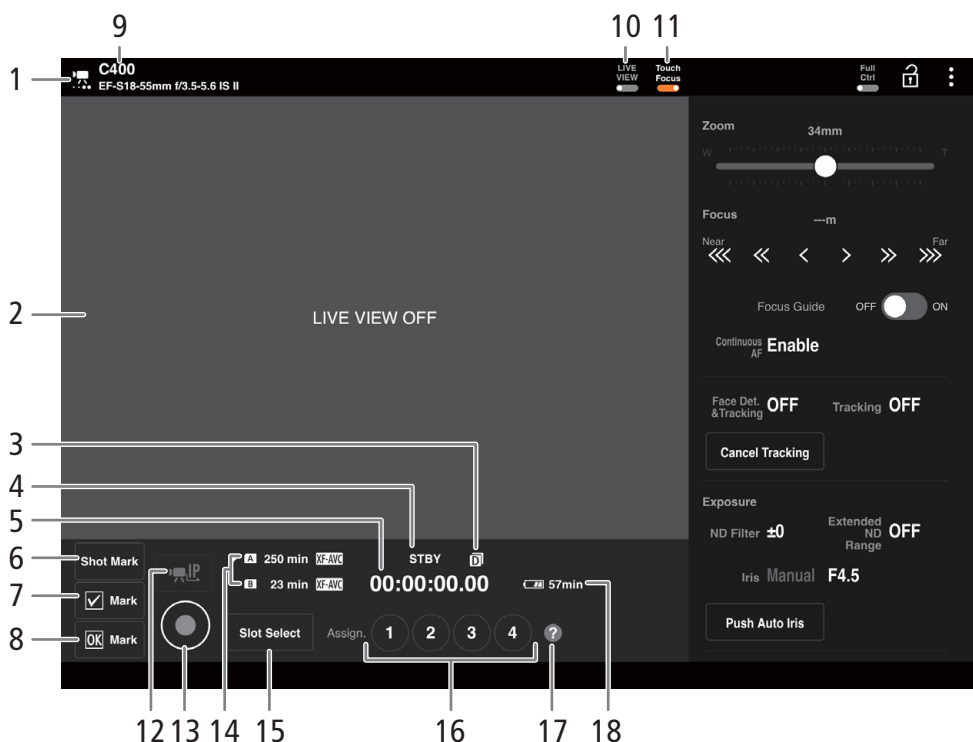 9 10 11
1
C400
EF-S18-55mm f/3.5-5.6 IS II
LIVE VIEW
Touch Focus
Full Ctrl
Zoom 34mm
W T
Focus ---m
Near Far
Focus Guide OFF ON
Continuous AF Enable
2
LIVE VIEW OFF
Face Det. &Tracking OFF Tracking OFF
Cancel Tracking
3
4
5
Exposure
ND Filter ±0 Extended ND Range OFF
Iris Manual F4.5
Push Auto Iris
6 Shot Mark
7 Mark
8 OK Mark
IP
A 250 min XF-AVC STBY D
B 23 min XF-AVC 00:00:00.00 57min
Slot Select Assign. 1 2 3 4 ?
12 13 14 15 16 17 18